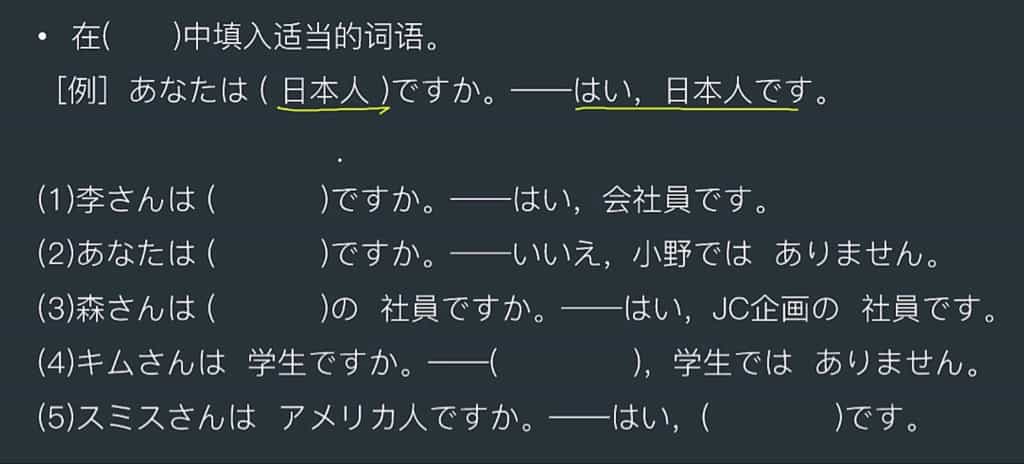 • 在(　　)中填入适当的词语。
［例］あなたは ( 日本人 )ですか。——はい，日本人です。
(1)李さんは (　　　)ですか。——はい，会社員です。
(2)あなたは (　　　)ですか。——いいえ，小野では ありません。
(3)森さんは (　　　)の 社員ですか。——はい，JC企画の 社員です。
(4)キムさんは 学生ですか。——(　　　　)，学生では ありません。
(5)スミスさんは アメリカ人ですか。——はい，(　　　　)です。